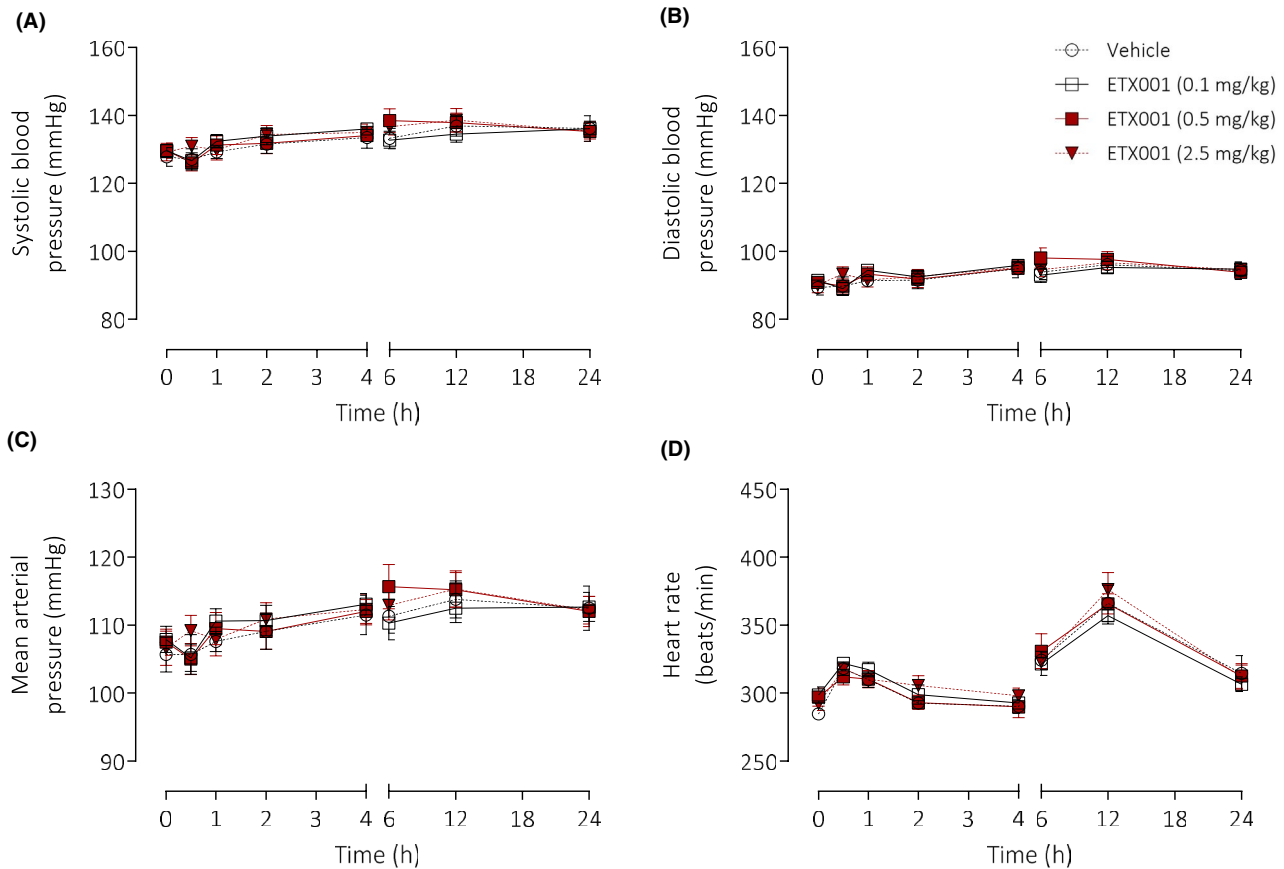 (A)
160
140
120
100
80
Systolic blood
pressure (mmHg)
0 1 2 3 4 6 12 18 24
Time (h)
(B)
160
140
120
100
80
Diastolic blood
pressure (mmHg)
0 1 2 3 4 6 12 18 24
Time (h)
Vehicle
ETX001 (0.1 mg/kg)
ETX001 (0.5 mg/kg)
ETX001 (2.5 mg/kg)
(C)
130
120
110
100
90
Mean arterial
pressure (mmHg)
0 1 2 3 4 6 12 18 24
Time (h)
(D)
450
400
350
300
250
Heart rate
(beats/min)
0 1 2 3 4 6 12 18 24
Time (h)